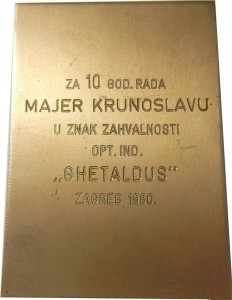 ZA 10 GOD. RADA
MAJER KRUNOSLAVU
U ZNAK ZAHVALNOSTI
OPT. IND.
„GHETALDUS"
ZAGREB 1960.